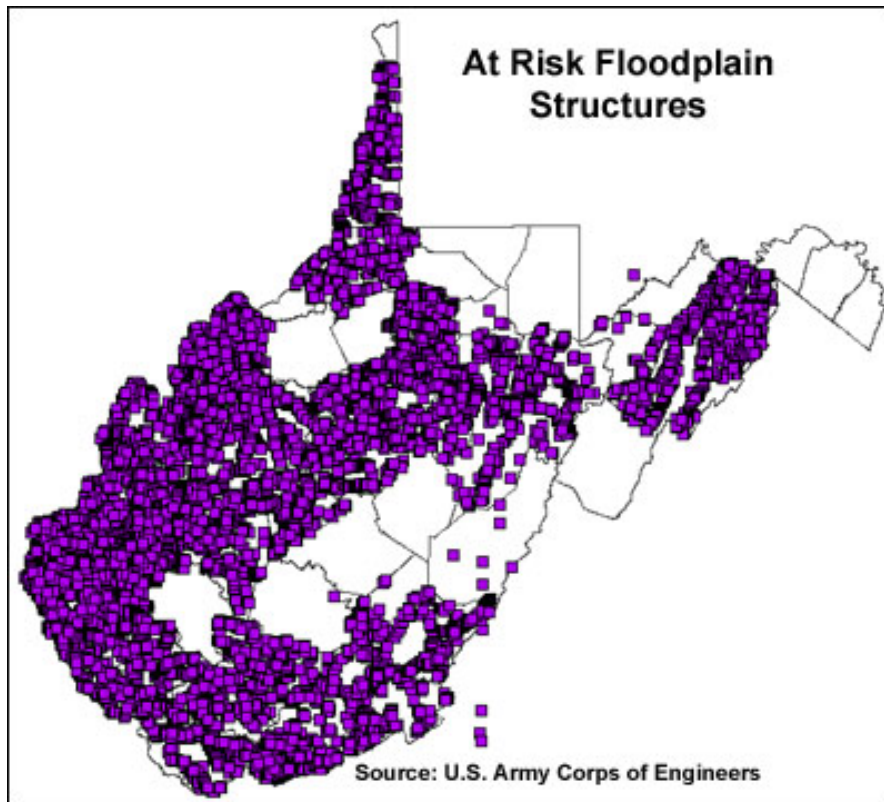 At Risk Floodplain
Structures
Source: U.S. Army Corps of Engineers